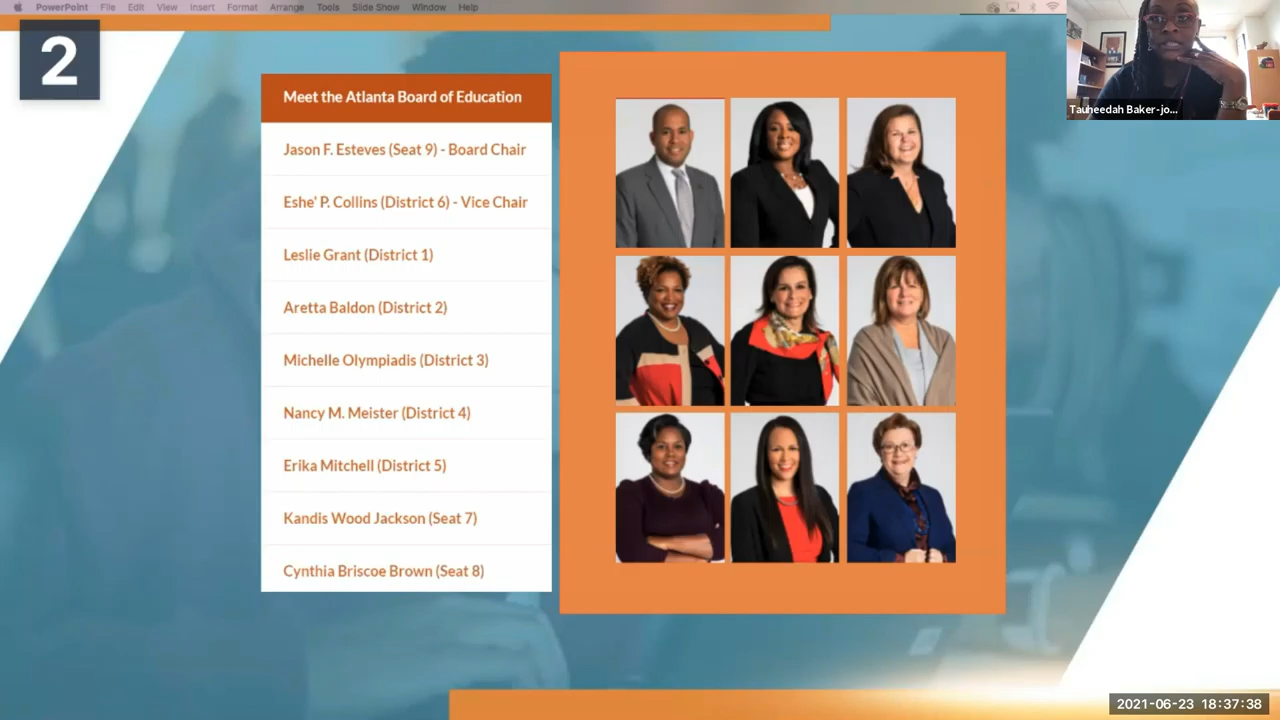 PowerPoint File Edit View Insert Format Arrange Tools Slide Show Window Help
2
Meet the Atlanta Board of Education
Jason F. Esteves (Seat 9) - Board Chair
Eshe' P. Collins (District 6) - Vice Chair
Leslie Grant (District 1)
Aretta Baldon (District 2)
Michelle Olympiadis (District 3)
Nancy M. Meister (District 4)
Erika Mitchell (District 5)
Kandis Wood Jackson (Seat 7)
Cynthia Briscoe Brown (Seat 8)
Tauheedah Baker-jo...
2021-06-23 18:37:38